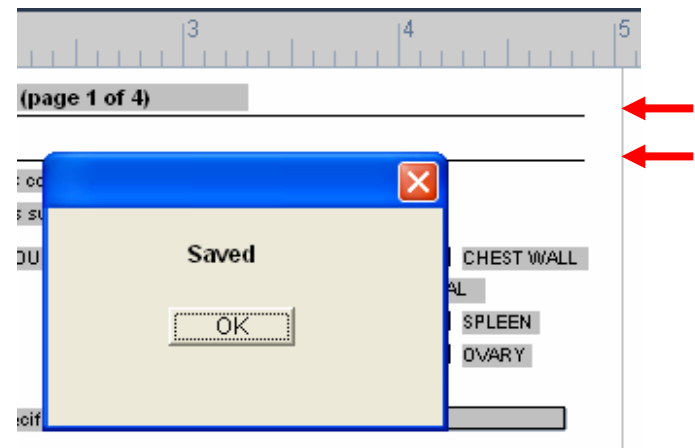 3 4 5
(page 1 of 4)
Saved
CHEST WALL
OK
SPLEEN
OVARY